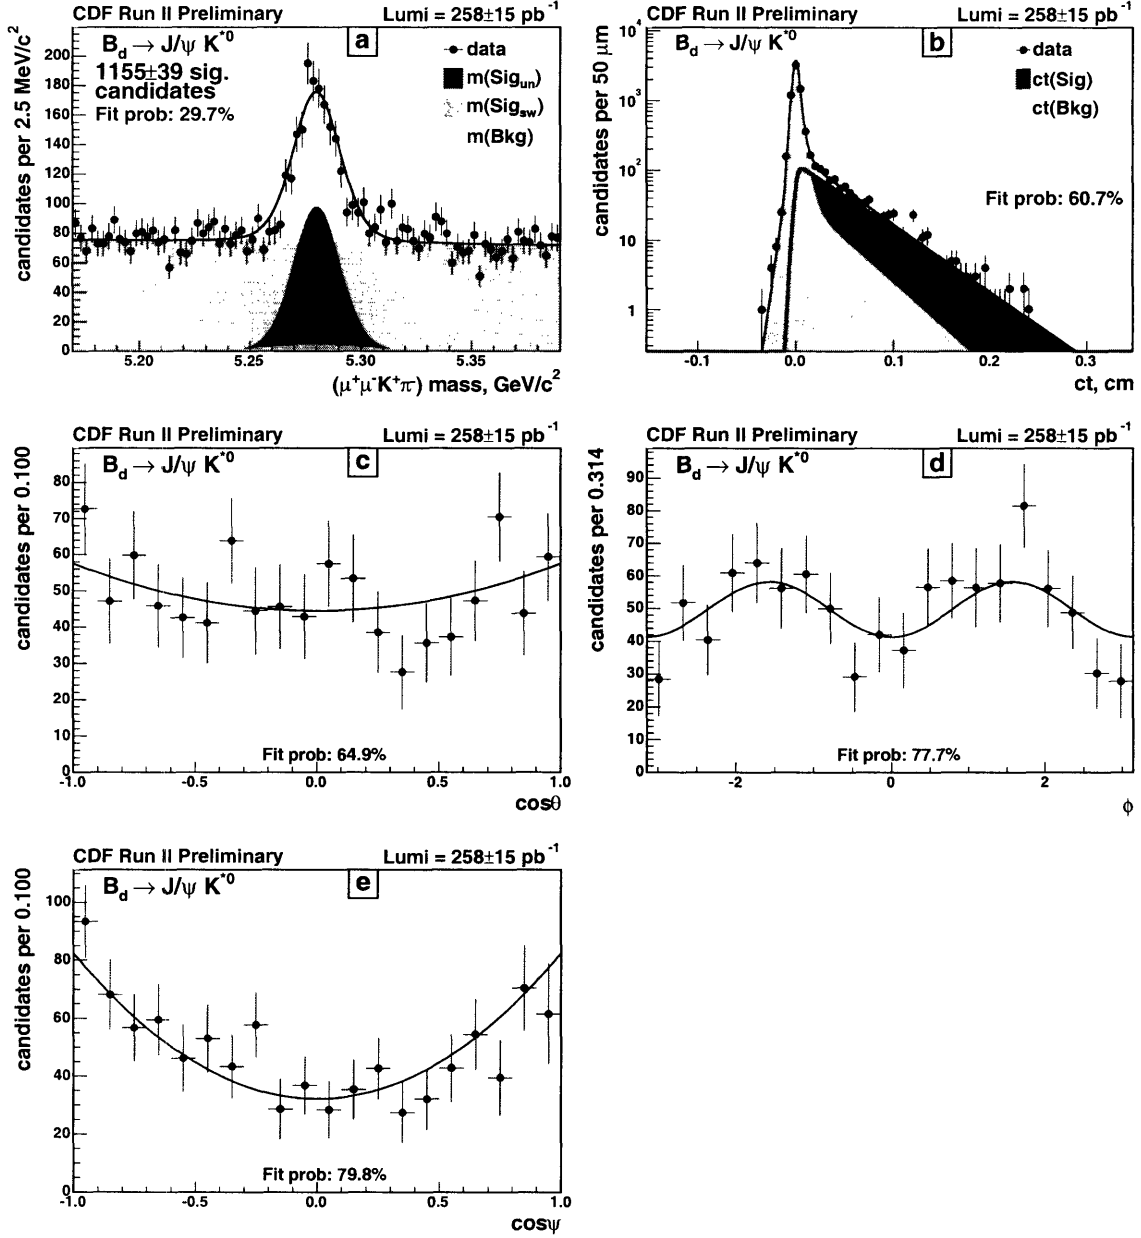 CDF Run II Preliminary Lumi = 258±15 pb⁻¹
candidates per 2.5 MeV/c²
B_d → J/ψ K*⁰
a
1155±39 sig.
candidates
Fit prob: 29.7%
data
m(Sig_un)
m(Sig_sw)
m(Bkg)
0 20 40 60 80 100 120 140 160 180 200
5.20 5.25 5.30 5.35
(μ⁺μ⁻K⁺π⁻) mass, GeV/c²
CDF Run II Preliminary Lumi = 258±15 pb⁻¹
candidates per 50 μm
B_d → J/ψ K*⁰
b
data
ct(Sig)
ct(Bkg)
Fit prob: 60.7%
10⁴ 10³ 10² 10 1
-0.1 0.0 0.1 0.2 0.3
ct, cm
CDF Run II Preliminary Lumi = 258±15 pb⁻¹
candidates per 0.100
B_d → J/ψ K*⁰
c
0 10 20 30 40 50 60 70 80
Fit prob: 64.9%
-1.0 -0.5 0.0 0.5 1.0
cosθ
CDF Run II Preliminary Lumi = 258±15 pb⁻¹
candidates per 0.314
B_d → J/ψ K*⁰
d
0 10 20 30 40 50 60 70 80 90
Fit prob: 77.7%
-2 0 2
φ
CDF Run II Preliminary Lumi = 258±15 pb⁻¹
candidates per 0.100
B_d → J/ψ K*⁰
e
0 20 40 60 80 100
Fit prob: 79.8%
-1.0 -0.5 0.0 0.5 1.0
cosψ